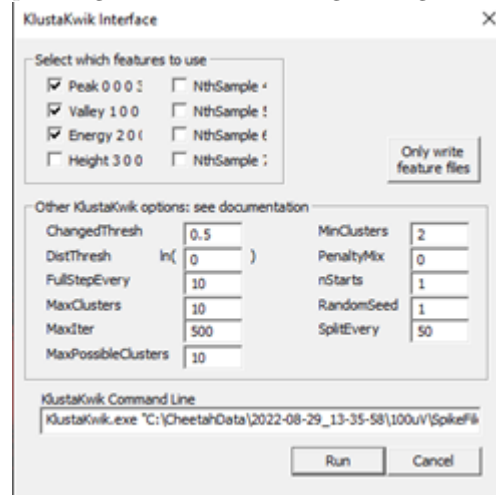 KlustaKwik Interface
Select which features to use
Peak 0 0 0 3 NthSample
Valley 1 0 0 NthSample
Energy 2 0 NthSample 6
Height 3 0 0 NthSample
Only write
feature files
Other KlustaKwik options: see documentation
ChangedThresh 0.5 MinClusters 2
DistThresh ln( 0 ) PenaltyMix 0
FullStepEvery 10 nStarts 1
MaxClusters 10 RandomSeed 1
MaxIter 500 SplitEvery 50
MaxPossibleClusters 10
KlustaKwik Command Line
KlustaKwik.exe "C:\CheetahData\2022-08-29_13-35-58\100uV\SpikeFil
Run Cancel